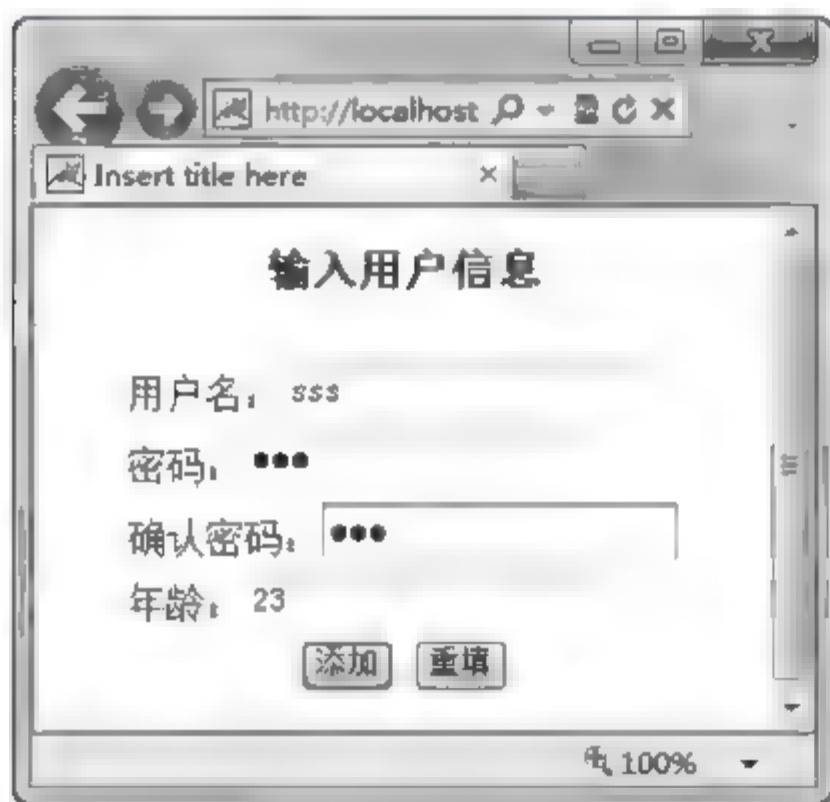 http://localhost
Insert title here
输入用户信息
用户名： sss
密码： •••
确认密码： •••
年龄： 23
添加 重填
100%